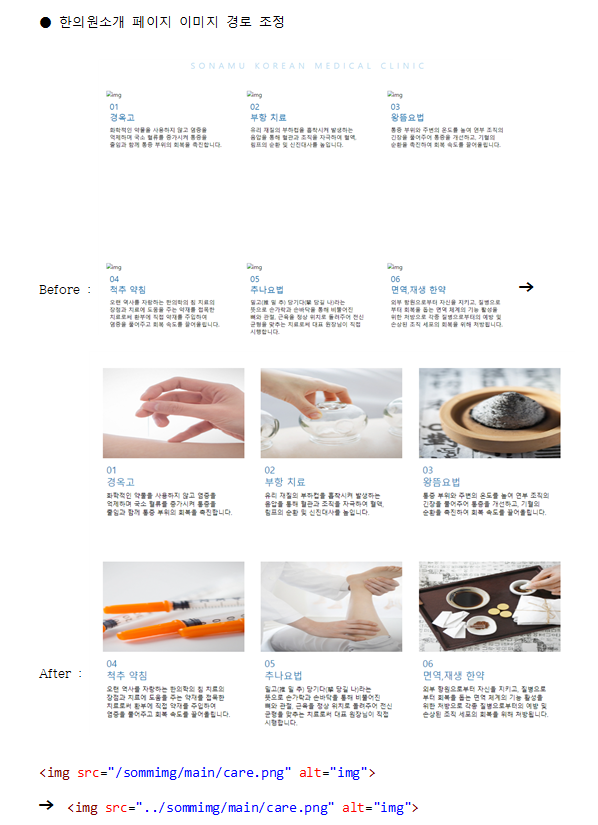 ● 한의원소개 페이지 이미지 경로 조정
SONAMU KOREAN MEDICAL CLINIC
img img img
01 02 03
경옥고 부항 치료 왕뜸요법
화학적인 약물을 사용하지 않고 염증을 유리 재질의 부하컵을 흡착시켜 발생하는 통증 부위와 주변의 온도를 높여 연부 조직의
억제하며 국소 혈류를 증가시켜 통증을 음압을 통해 혈관과 조직을 자극하여 혈액, 긴장을 풀어주어 통증을 개선하고, 기혈의
줄임과 함께 통증 부위의 회복을 촉진합니다. 림프의 순환 및 신진대사를 높입니다. 순환을 촉진하여 회복 속도를 끌어올립니다.
img img img
04 05 06
Before : 척추 약침 추나요법 면역,재생 한약 →
오랜 역사를 자랑하는 한의학의 침 치료의 밀고(推 밀 추) 당기다(拏 당길 나)라는 외부 항원으로부터 자신을 지키고, 질병으로
장점과 치료에 도움을 주는 약재를 접목한 뜻으로 손가락과 손바닥을 통해 비뚤어진 부터 회복을 돕는 면역 체계의 기능 활성을
치료로써 환부에 직접 약재를 주입하여 뼈와 관절, 근육을 정상 위치로 돌려주어 전신 위한 처방으로 각종 질병으로부터의 예방 및
염증을 풀어주고 회복 속도를 끌어올립니다. 균형을 맞추는 치료로써 대표 원장님이 직접 손상된 조직 세포의 회복을 위해 처방됩니다.
시행합니다.
01 02 03
경옥고 부항 치료 왕뜸요법
화학적인 약물을 사용하지 않고 염증을 유리 재질의 부하컵을 흡착시켜 발생하는 통증 부위와 주변의 온도를 높여 연부 조직의
억제하며 국소 혈류를 증가시켜 통증을 음압을 통해 혈관과 조직을 자극하여 혈액, 긴장을 풀어주어 통증을 개선하고, 기혈의
줄임과 함께 통증 부위의 회복을 촉진합니다. 림프의 순환 및 신진대사를 높입니다. 순환을 촉진하여 회복 속도를 끌어올립니다.
04 05 06
After : 척추 약침 추나요법 면역,재생 한약
오랜 역사를 자랑하는 한의학의 침 치료의 밀고(推 밀 추) 당기다(拏 당길 나)라는 외부 항원으로부터 자신을 지키고, 질병으로
장점과 치료에 도움을 주는 약재를 접목한 뜻으로 손가락과 손바닥을 통해 비뚤어진 부터 회복을 돕는 면역 체계의 기능 활성을
치료로써 환부에 직접 약재를 주입하여 뼈와 관절, 근육을 정상 위치로 돌려주어 전신 위한 처방으로 각종 질병으로부터의 예방 및
염증을 풀어주고 회복 속도를 끌어올립니다. 균형을 맞추는 치료로써 대표 원장님이 직접 손상된 조직 세포의 회복을 위해 처방됩니다.
시행합니다.
<img src="/sommimg/main/care.png" alt="img">
→ <img src="../sommimg/main/care.png" alt="img">